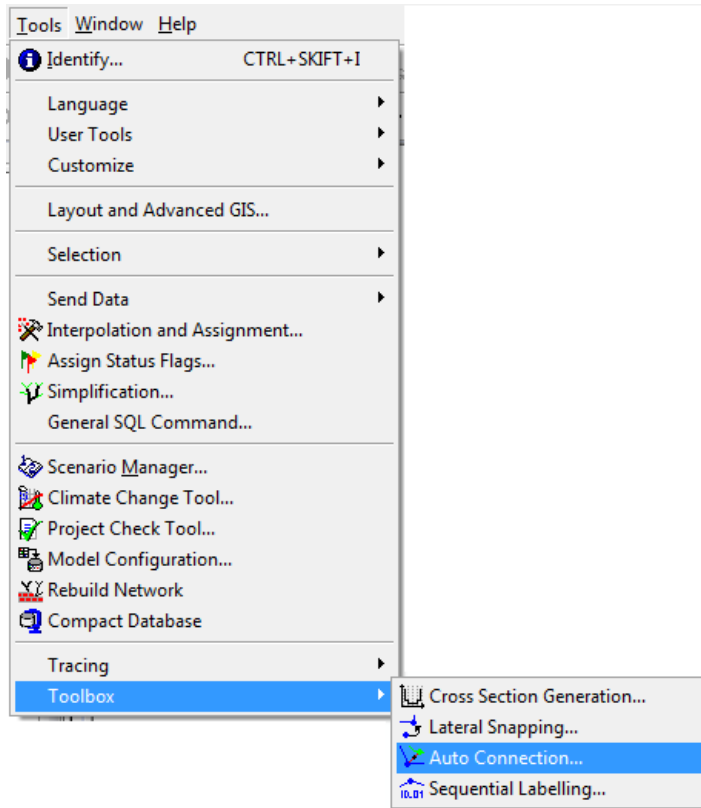 Tools Window Help
Identify... CTRL+SKIFT+I
Language
User Tools
Customize
Layout and Advanced GIS...
Selection
Send Data
Interpolation and Assignment...
Assign Status Flags...
Simplification...
General SQL Command...
Scenario Manager...
Climate Change Tool...
Project Check Tool...
Model Configuration...
Rebuild Network
Compact Database
Tracing
Toolbox
Cross Section Generation...
Lateral Snapping...
Auto Connection...
ID.01 Sequential Labelling...